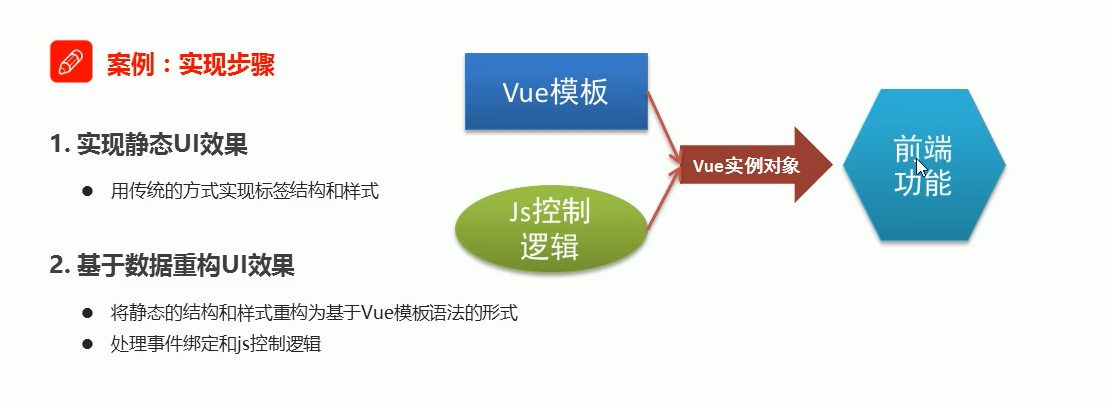 案例：实现步骤
1. 实现静态UI效果
● 用传统的方式实现标签结构和样式
2. 基于数据重构UI效果
● 将静态的结构和样式重构为基于Vue模板语法的形式
● 处理事件绑定和js控制逻辑
Vue模板
Js控制
逻辑
Vue实例对象
前端
功能